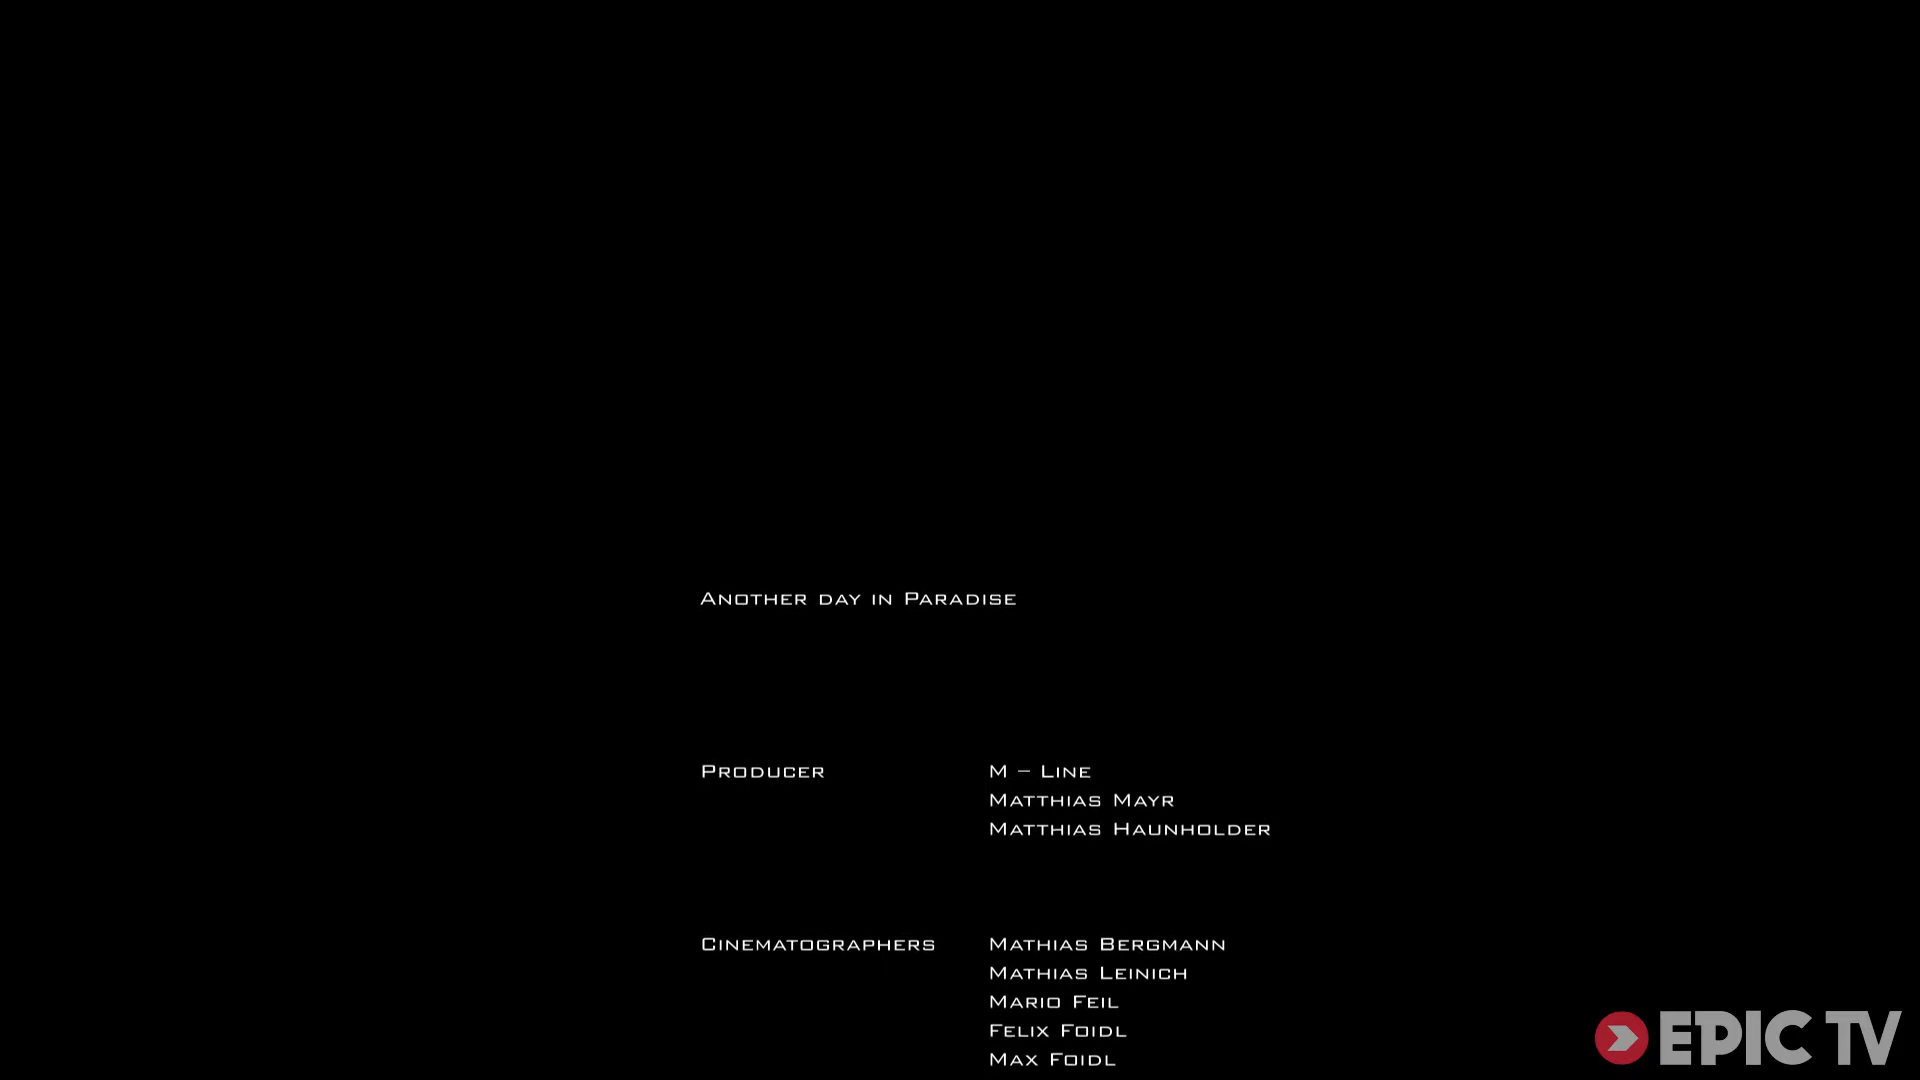 Another day in Paradise
Producer M – Line
Matthias Mayr
Matthias Haunholder
Cinematographers Mathias Bergmann
Mathias Leinich
Mario Feil
Felix Foidl
Max Foidl
EPIC TV